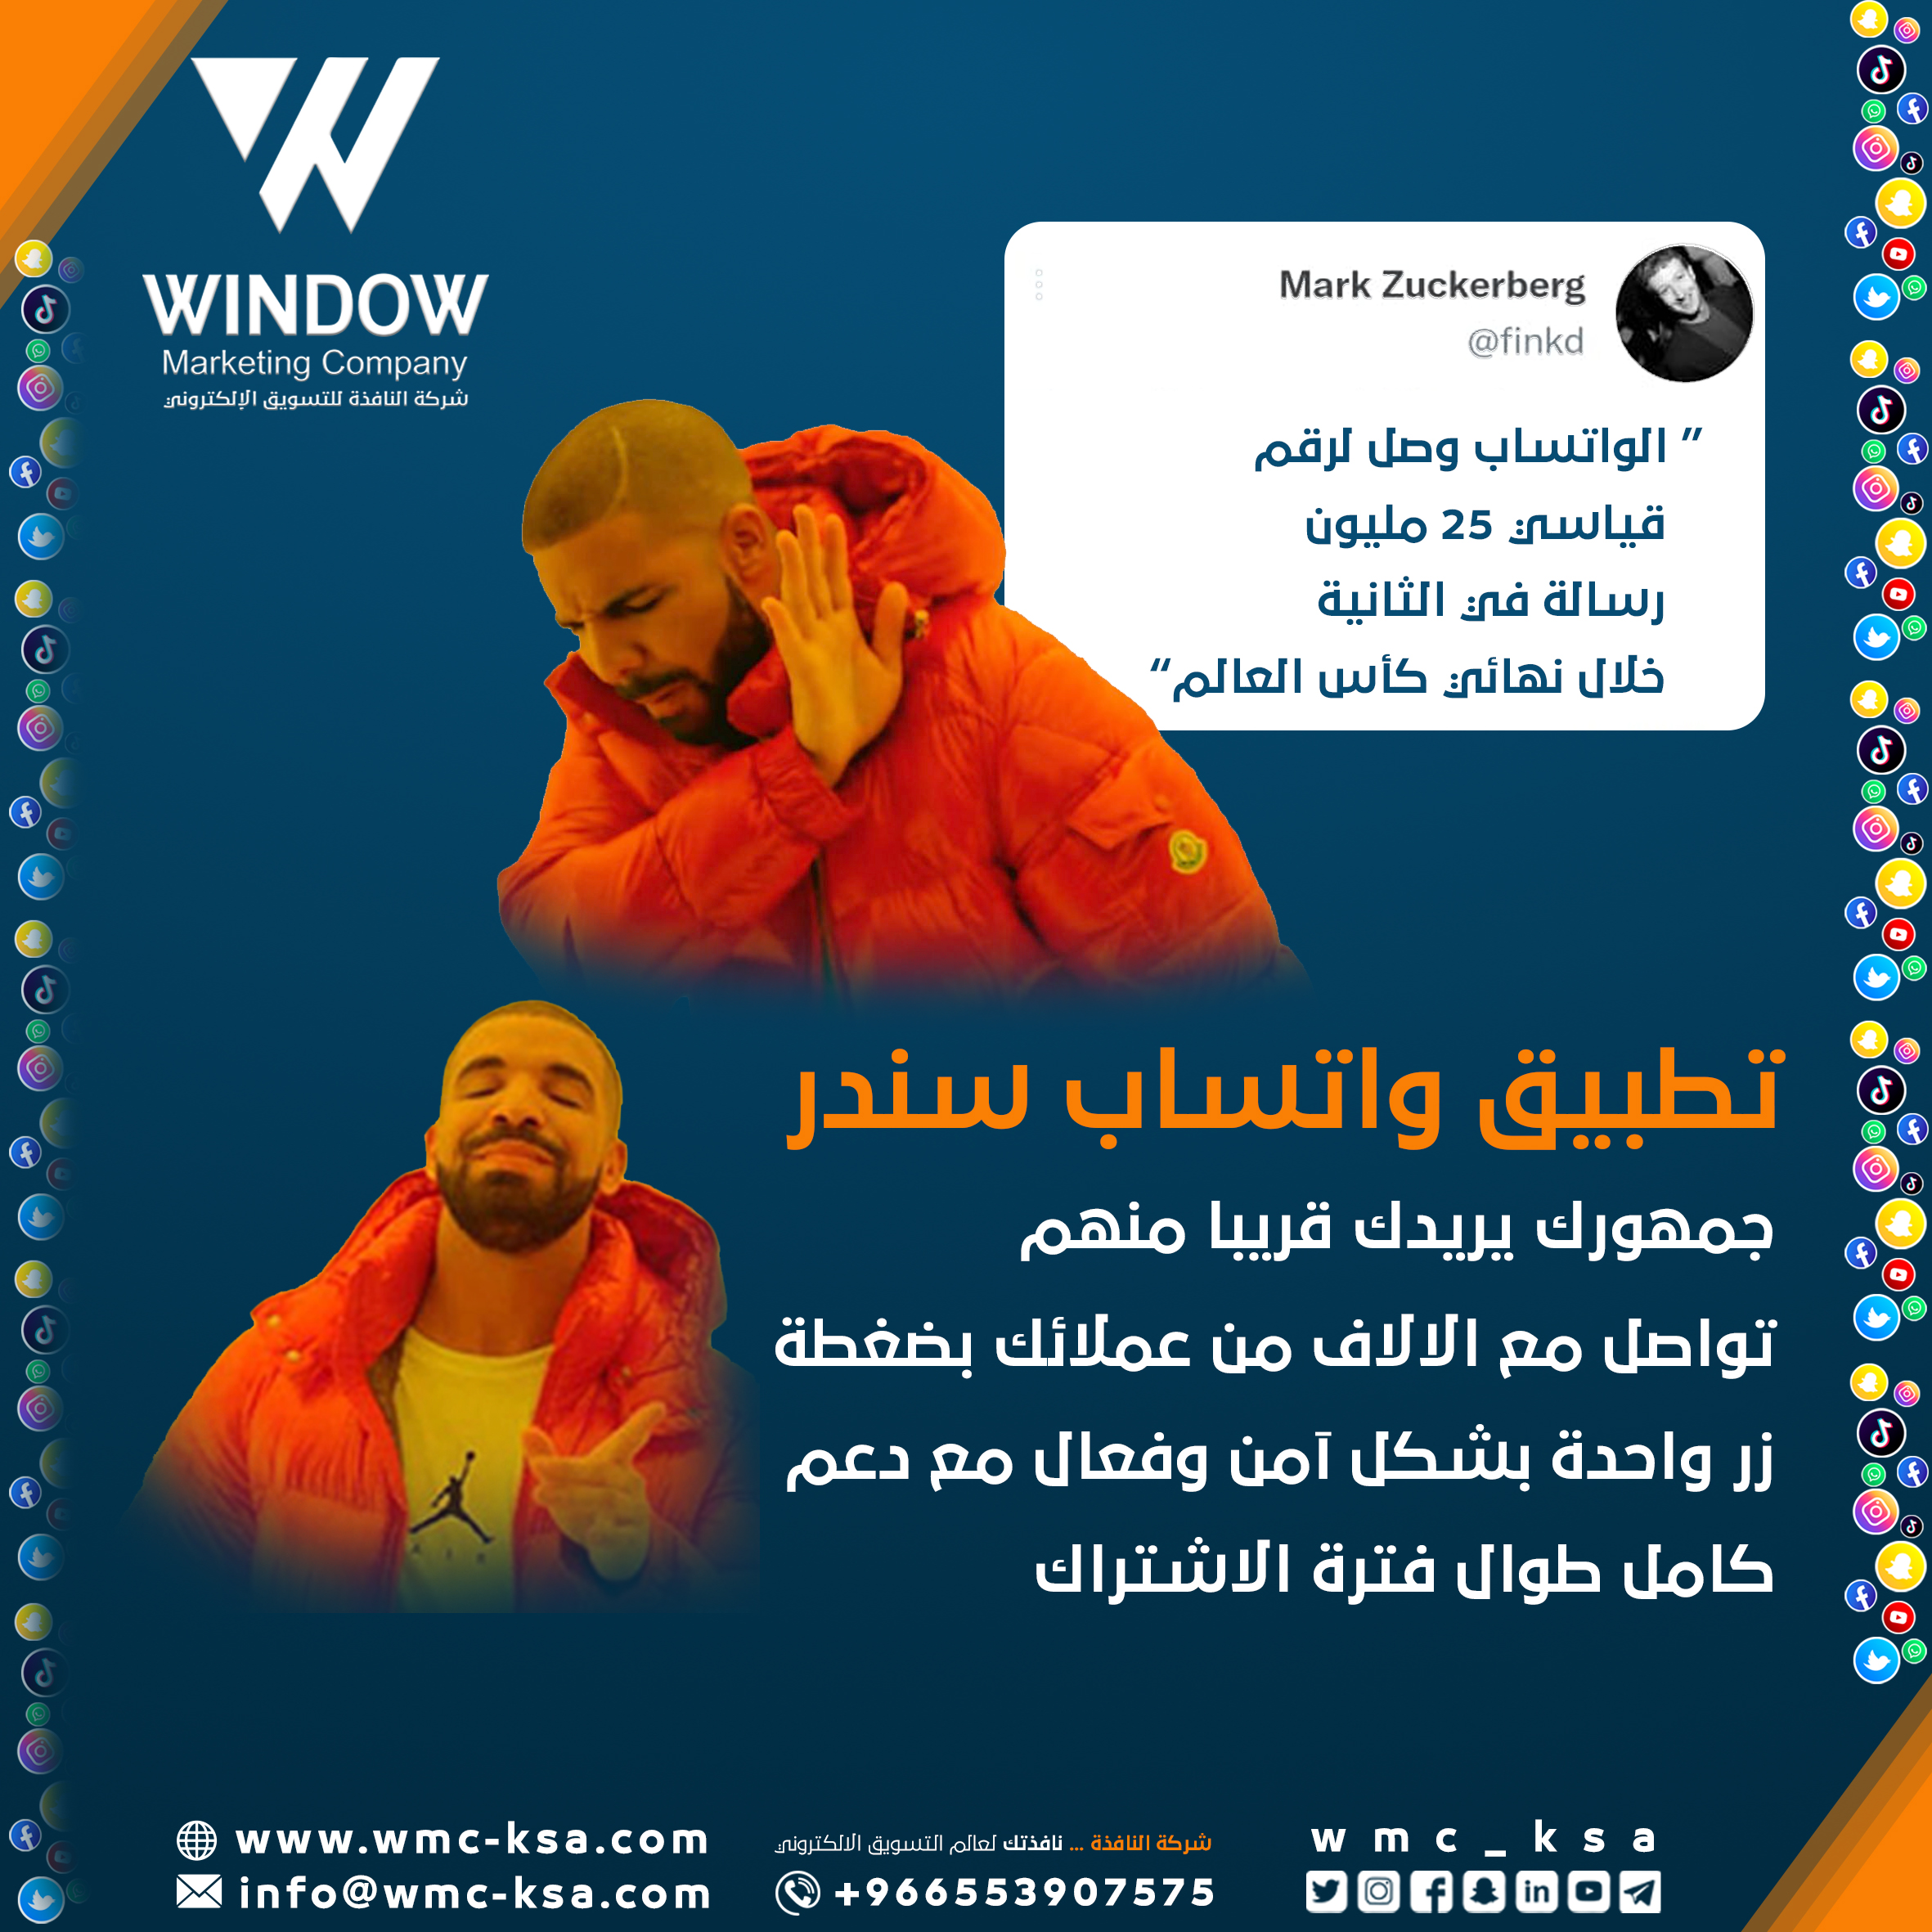 WINDOW
Marketing Company
شركة النافذة للتسويق الإلكتروني
Mark Zuckerberg
@finkd
” الواتساب وصل لرقم
قياسي 25 مليون
رسالة في الثانية
خلال نهائي كأس العالم“
تطبيق واتساب سندر
جمهورك يريدك قريبا منهم
تواصل مع الالاف من عملائك بضغطة
زر واحدة بشكل آمن وفعال مع دعم
كامل طوال فترة الاشتراك
www.wmc-ksa.com
info@wmc-ksa.com
شركة النافذة ... نافذتك لعالم التسويق الالكتروني
+966553907575
wmc_ksa